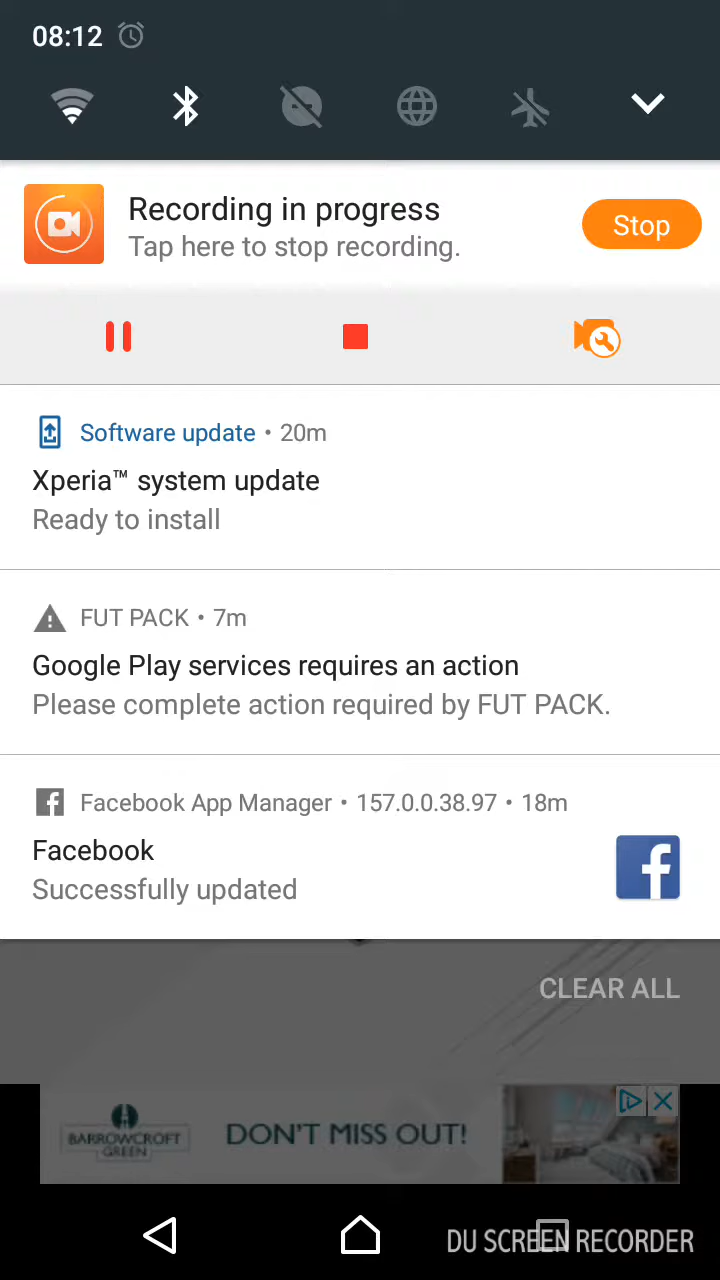 08:12
Recording in progress
Tap here to stop recording.
Stop
Software update • 20m
Xperia™ system update
Ready to install
FUT PACK • 7m
Google Play services requires an action
Please complete action required by FUT PACK.
Facebook App Manager • 157.0.0.38.97 • 18m
Facebook
Successfully updated
CLEAR ALL
BARROWCROFT
GREEN
DON'T MISS OUT!
DU SCREEN RECORDER